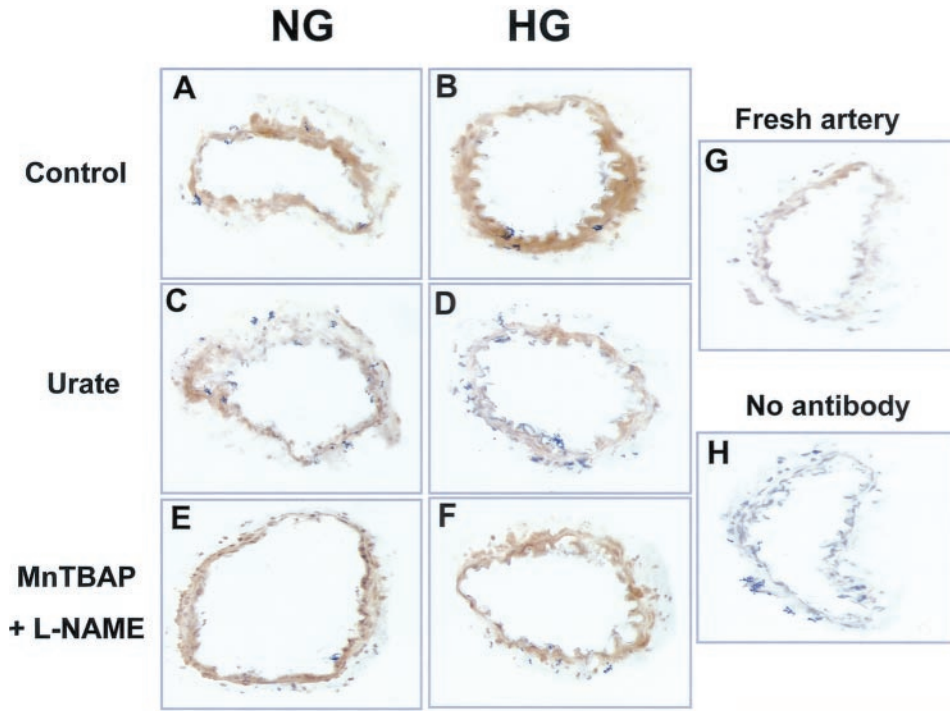 NG HG
A B
Control
Fresh artery
G
C D
Urate
No antibody
H
E F
MnTBAP
+ L-NAME